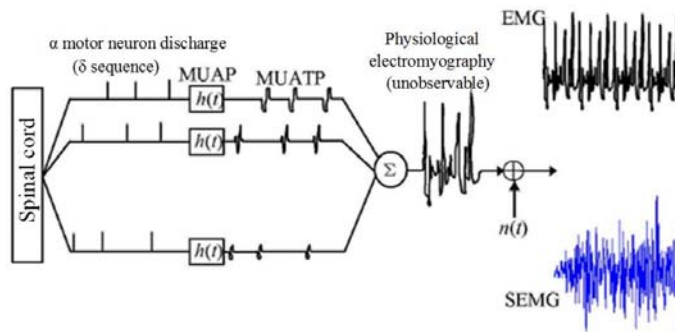 α motor neuron discharge
(δ sequence)
MUAP
MUATP
Physiological
electromyography
(unobservable)
EMG
Spinal cord
h(t)
h(t)
h(t)
Σ
n(t)
SEMG